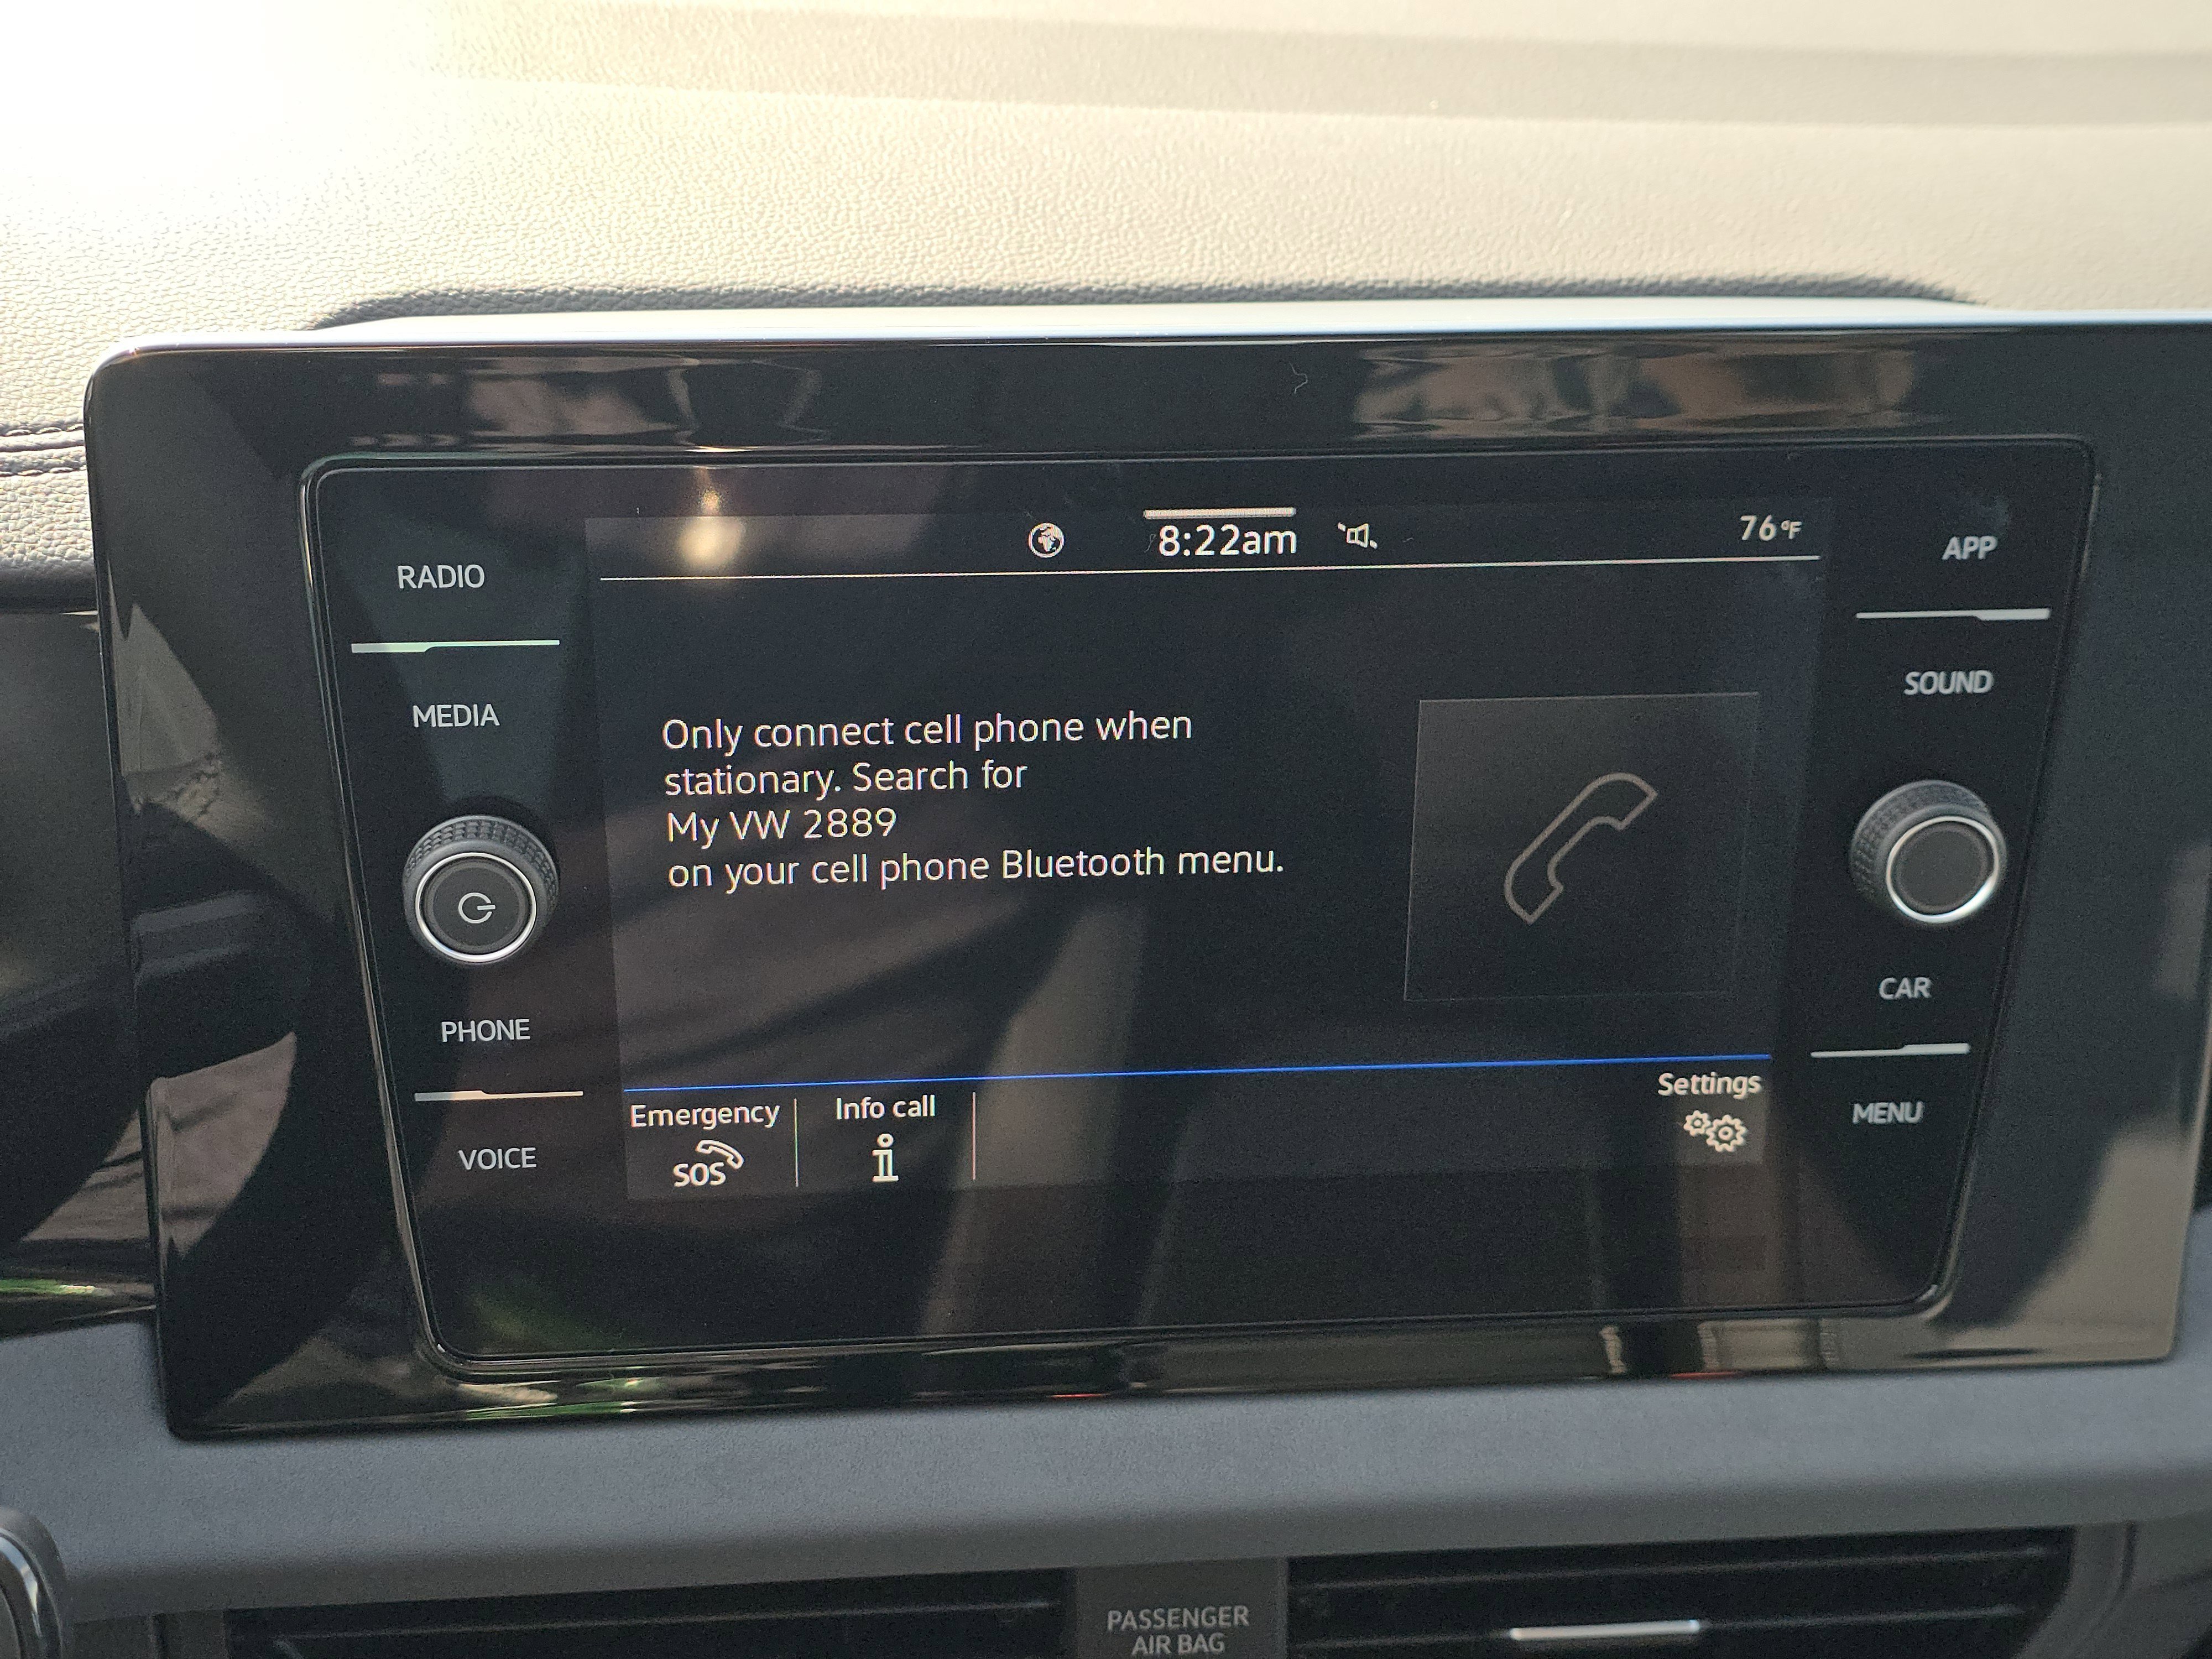 8:22am
76°F
RADIO
MEDIA
PHONE
VOICE
Only connect cell phone when
stationary. Search for
My VW 2889
on your cell phone Bluetooth menu.
Emergency
SOS
Info call
i
Settings
APP
SOUND
CAR
MENU
PASSENGER
AIR BAG